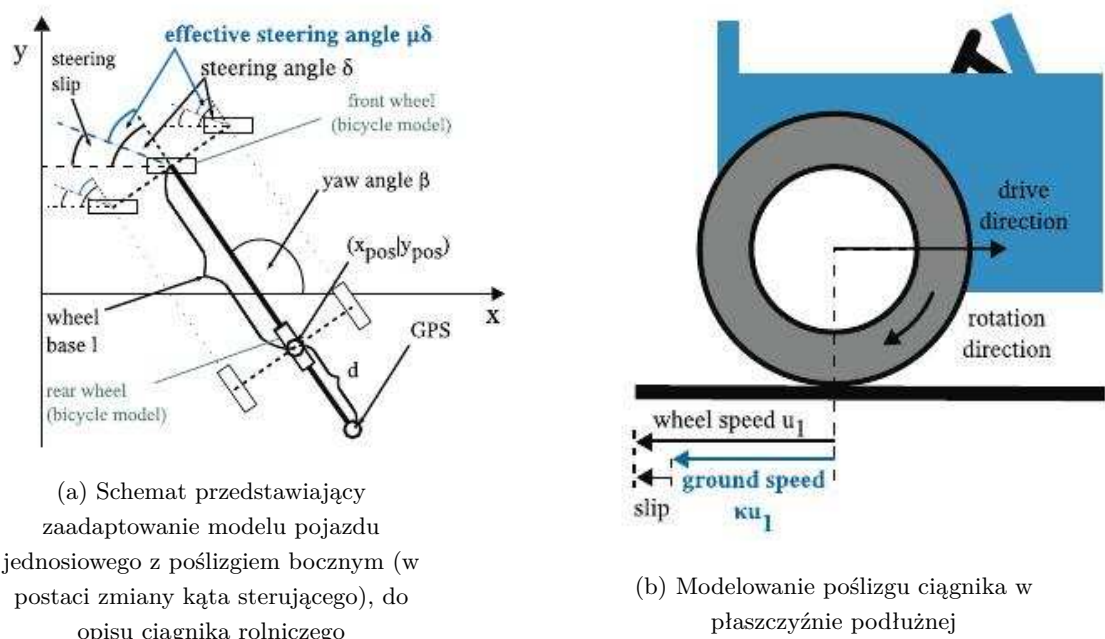 effective steering angle μδ
y
steering
slip
steering angle δ
front wheel
(bicycle model)
yaw angle β
(xpos|ypos)
x
wheel
base l
GPS
rear wheel
(bicycle model)
d
(a) Schemat przedstawiający
zaadaptowanie modelu pojazdu
jednosiowego z poślizgiem bocznym (w
postaci zmiany kąta sterującego), do
opisu ciągnika rolniczego
drive
direction
rotation
direction
wheel speed u1
ground speed
κu1
slip
(b) Modelowanie poślizgu ciągnika w
płaszczyźnie podłużnej